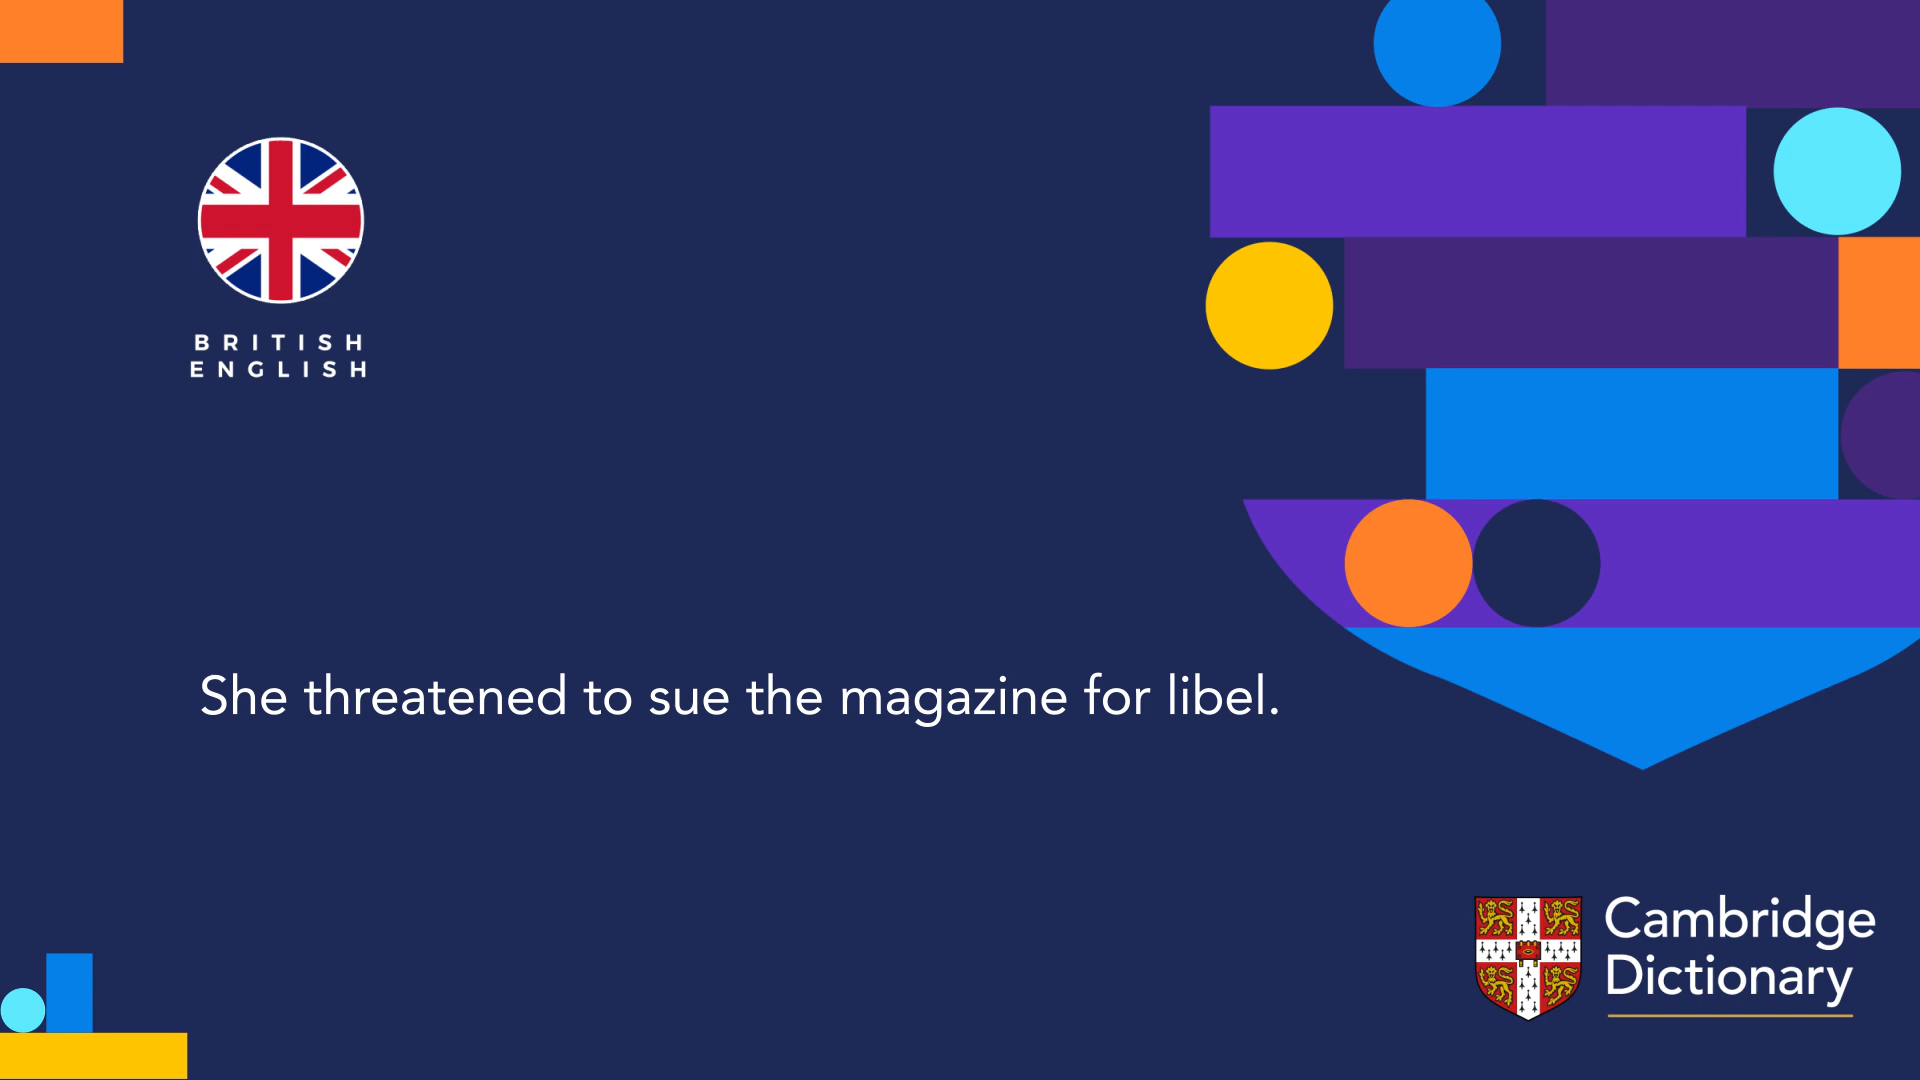 BRITISH
ENGLISH
She threatened to sue the magazine for libel.
Cambridge
Dictionary